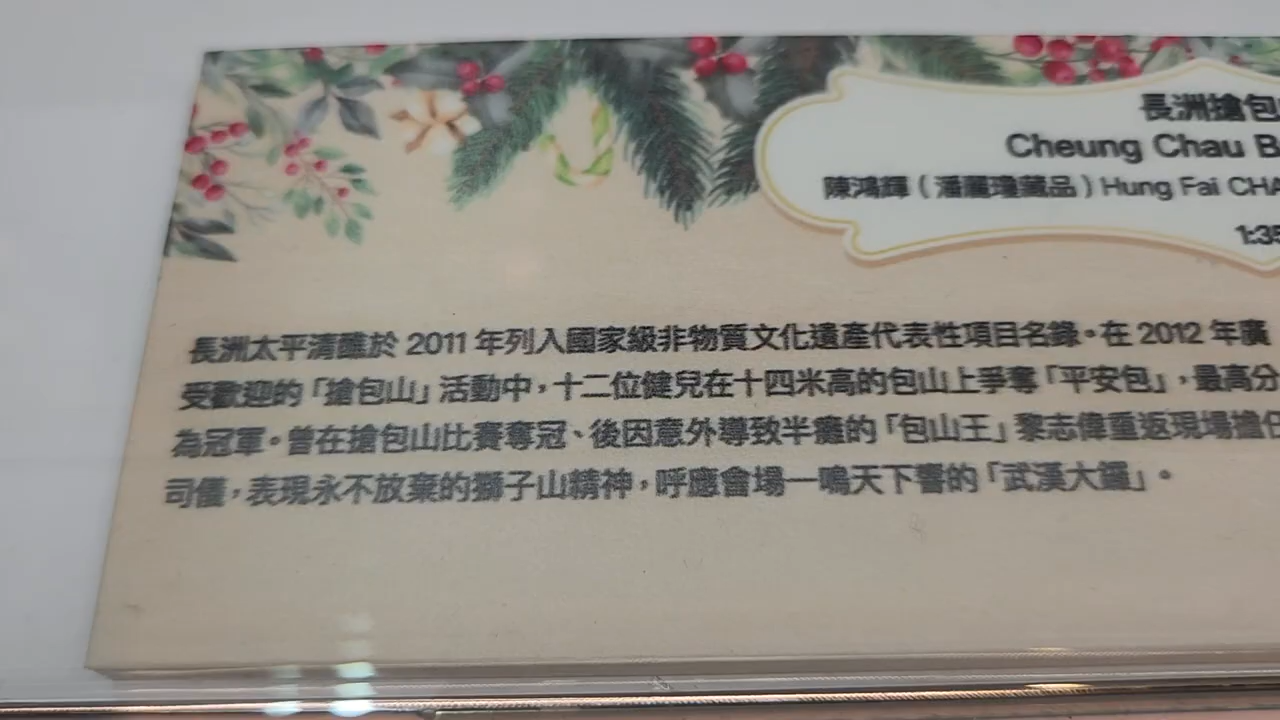 長洲搶包
Cheung Chau B
陳鴻輝（潘麗瓊藏品）Hung Fai CHA
1:35
長洲太平清醮於 2011 年列入國家級非物質文化遺產代表性項目名錄。在 2012 年廣
受歡迎的「搶包山」活動中，十二位健兒在十四米高的包山上爭奪「平安包」，最高分
為冠軍。曾在搶包山比賽奪冠、後因意外導致半癱的「包山王」黎志偉重返現場擔任
司儀，表現永不放棄的獅子山精神，呼應會場一鳴天下響的「武漢大鑼」。